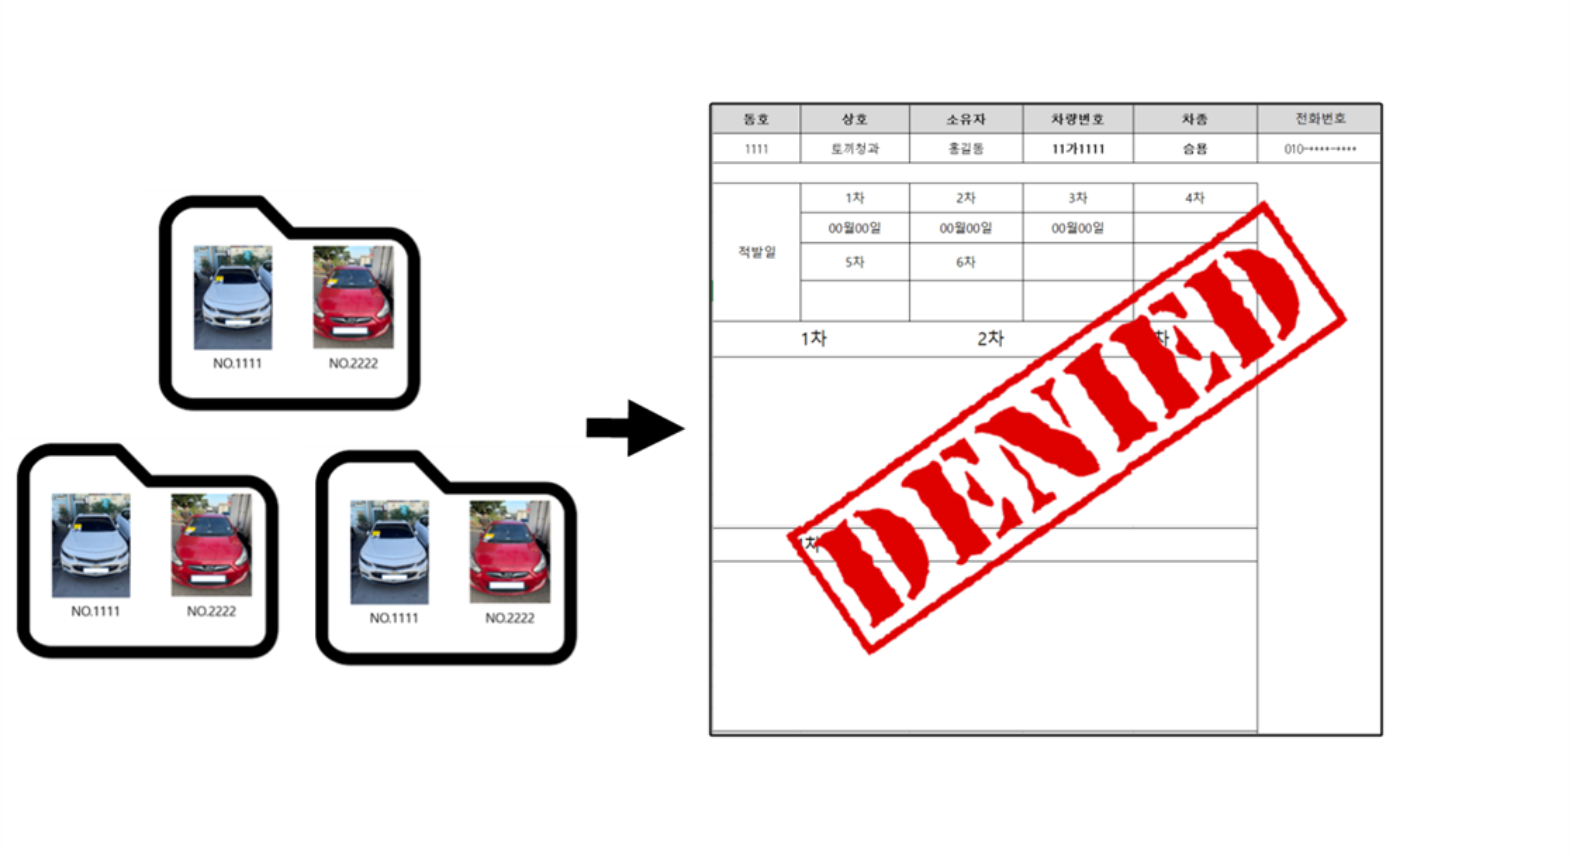 NO.1111 NO.2222
NO.1111 NO.2222
NO.1111 NO.2222
동호 상호 소유자 차량번호 차종 전화번호
1111 토끼청과 홍길동 11가1111 승용 010-****-****
적발일
1차 2차 3차 4차
00월00일 00월00일 00월00일
5차 6차
1차 2차 차
차
DENIED